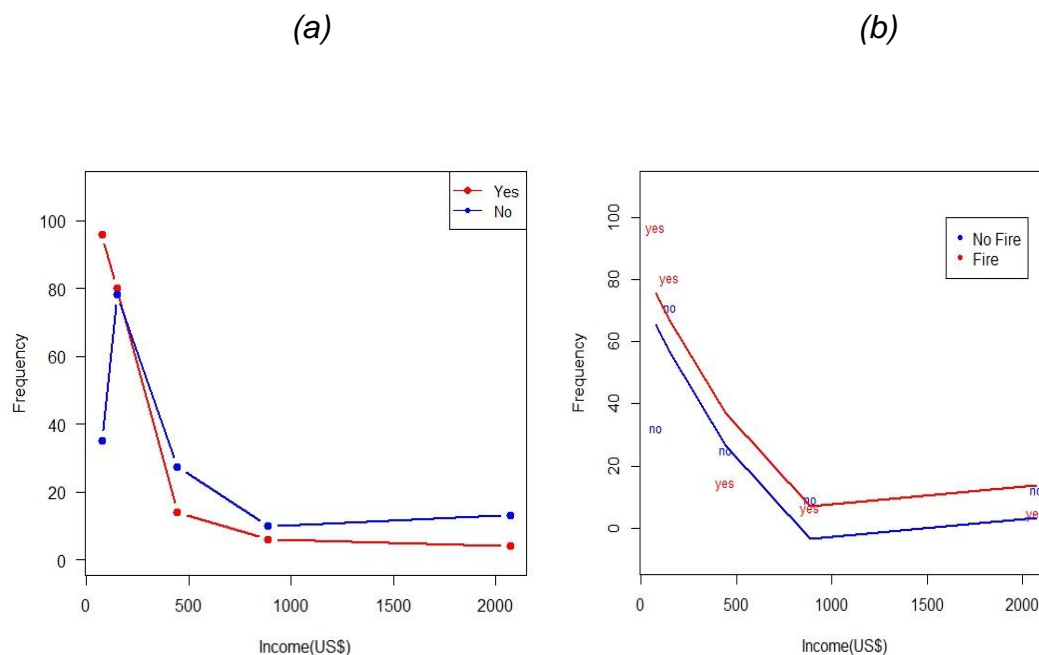 (a)
(b)
Yes
No
100
80
60
40
20
0
Frequency
0 500 1000 1500 2000
Income(US$)
No Fire
Fire
yes
yes
no
no
no
yes
no
yes
no
yes
100
80
60
40
20
0
Frequency
0 500 1000 1500 2000
Income(US$)